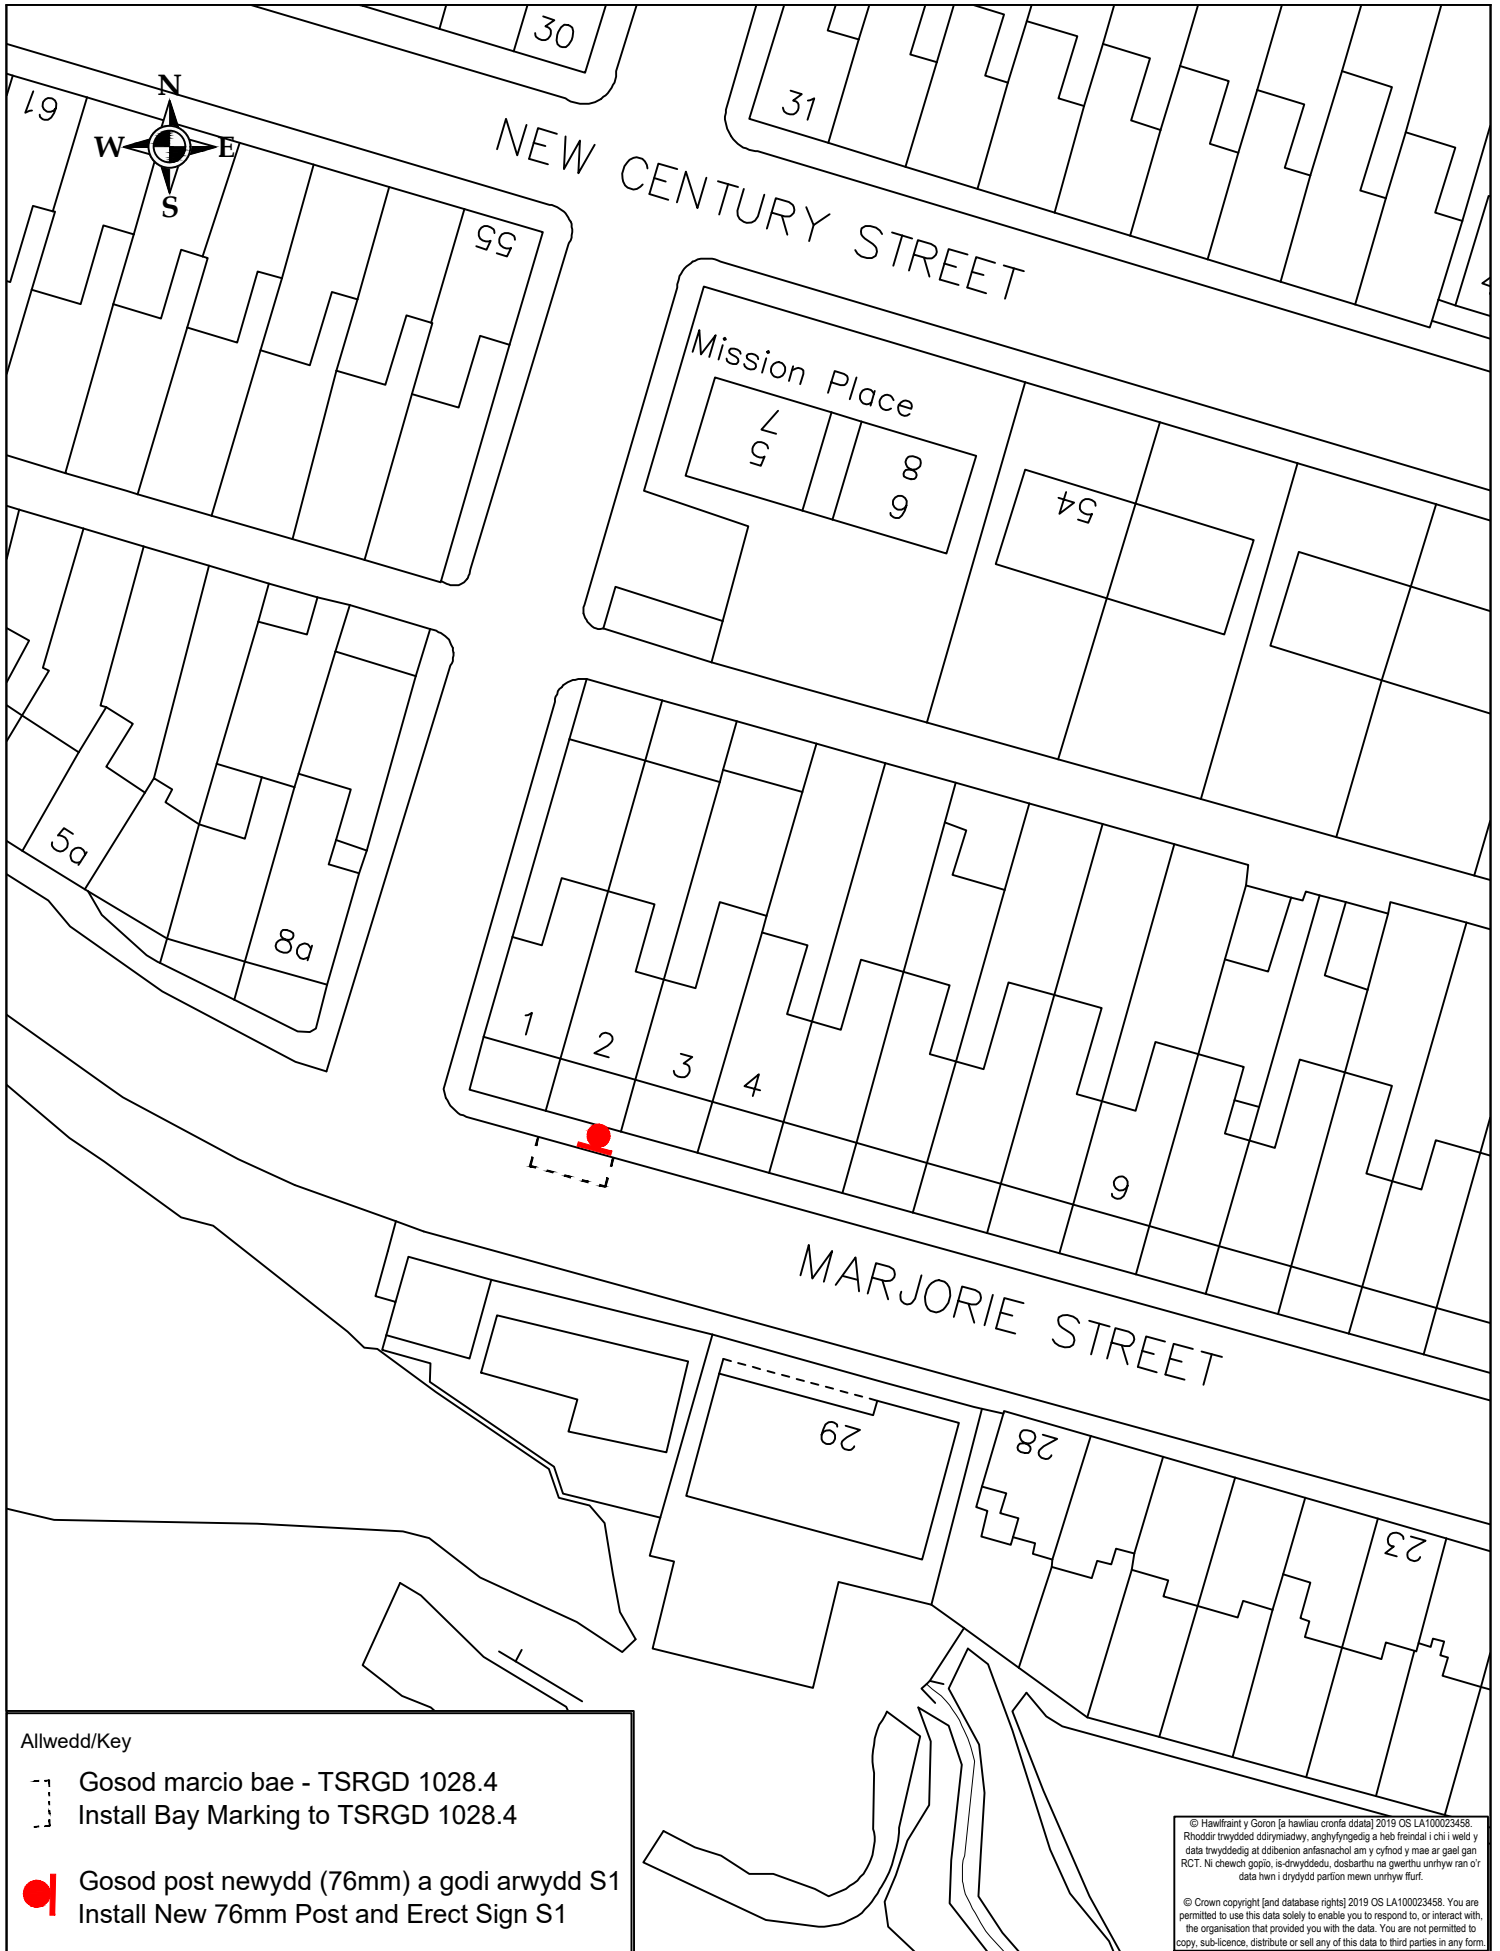 30
61
N
W E
S
31
NEW CENTURY STREET
55
Mission Place
7
5
8
6
54
5a
8a
1
2
3
4
9
MARJORIE STREET
29
28
23
Allwedd/Key
Gosod marcio bae - TSRGD 1028.4
Install Bay Marking to TSRGD 1028.4
Gosod post newydd (76mm) a godi arwydd S1
Install New 76mm Post and Erect Sign S1
© Hawlfraint y Goron [a hawliau cronfa ddata] 2019 OS LA100023458.
Rhoddir trwydded ddirymiadwy, anghyfyngedig a heb freindal i chi i weld y
data trwyddedig at ddibenion anfasnachol am y cyfnod y mae ar gael gan
RCT. Ni chewch gopïo, is-drwyddedu, dosbarthu na gwerthu unrhyw ran o'r
data hwn i drydydd partïon mewn unrhyw ffurf.
© Crown copyright [and database rights] 2019 OS LA100023458. You are
permitted to use this data solely to enable you to respond to, or interact with,
the organisation that provided you with the data. You are not permitted to
copy, sub-licence, distribute or sell any of this data to third parties in any form.